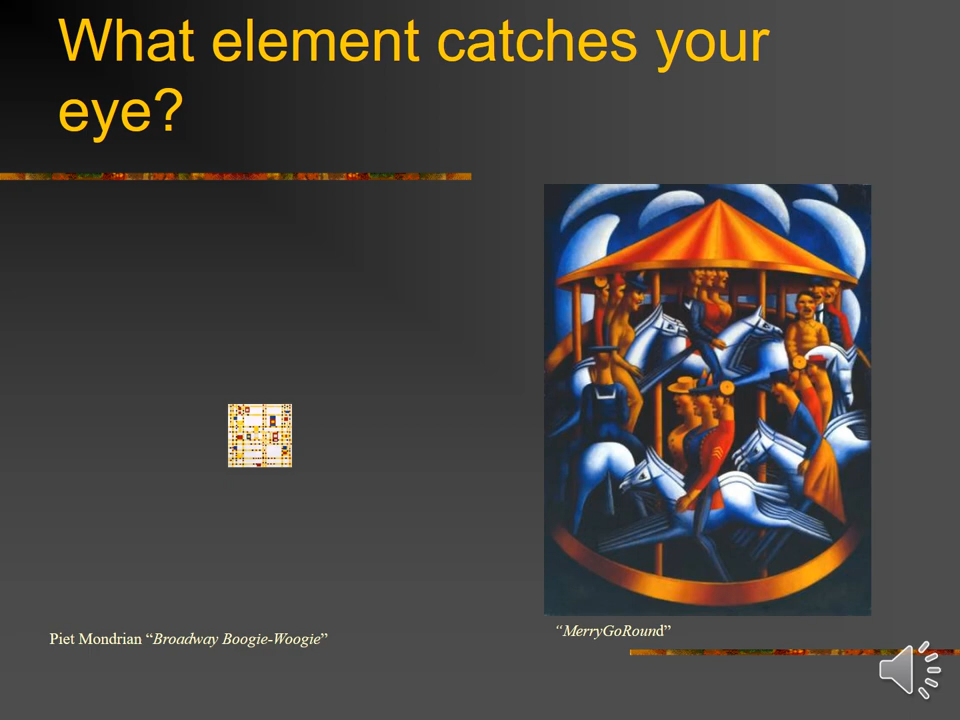 What element catches your
eye?
Piet Mondrian “Broadway Boogie-Woogie”
“MerryGoRound”